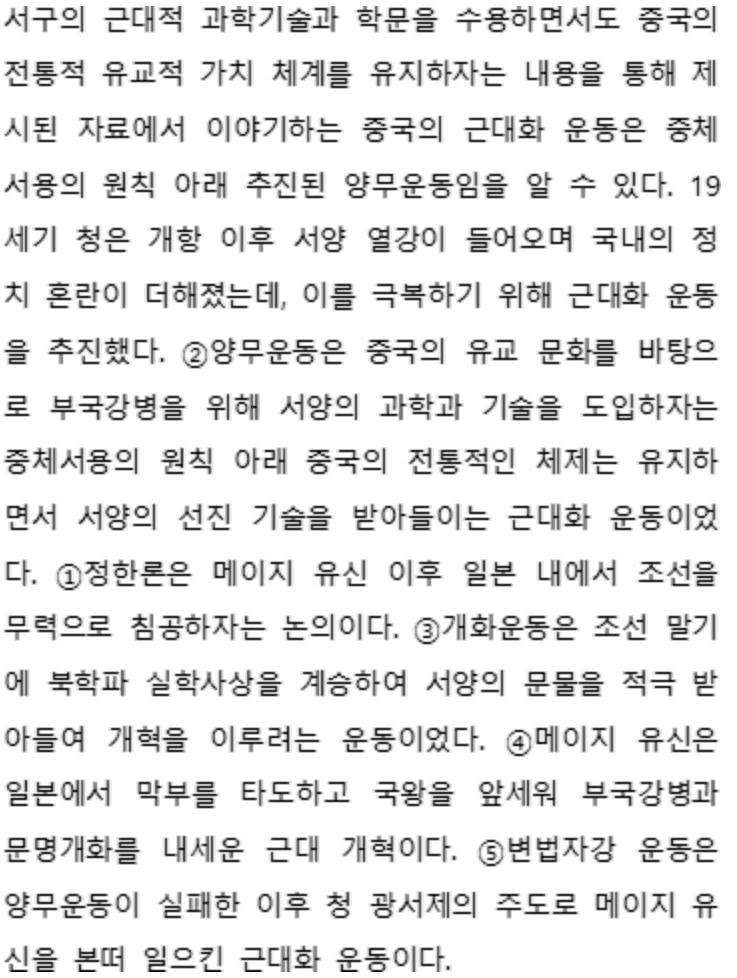 서구의 근대적 과학기술과 학문을 수용하면서도 중국의
전통적 유교적 가치 체계를 유지하자는 내용을 통해 제
시된 자료에서 이야기하는 중국의 근대화 운동은 중체
서용의 원칙 아래 추진된 양무운동임을 알 수 있다. 19
세기 청은 개항 이후 서양 열강이 들어오며 국내의 정
치 혼란이 더해졌는데, 이를 극복하기 위해 근대화 운동
을 추진했다. ②양무운동은 중국의 유교 문화를 바탕으
로 부국강병을 위해 서양의 과학과 기술을 도입하자는
중체서용의 원칙 아래 중국의 전통적인 체제는 유지하
면서 서양의 선진 기술을 받아들이는 근대화 운동이었
다. ①정한론은 메이지 유신 이후 일본 내에서 조선을
무력으로 침공하자는 논의이다. ③개화운동은 조선 말기
에 북학파 실학사상을 계승하여 서양의 문물을 적극 받
아들여 개혁을 이루려는 운동이었다. ④메이지 유신은
일본에서 막부를 타도하고 국왕을 앞세워 부국강병과
문명개화를 내세운 근대 개혁이다. ⑤변법자강 운동은
양무운동이 실패한 이후 청 광서제의 주도로 메이지 유
신을 본떠 일으킨 근대화 운동이다.